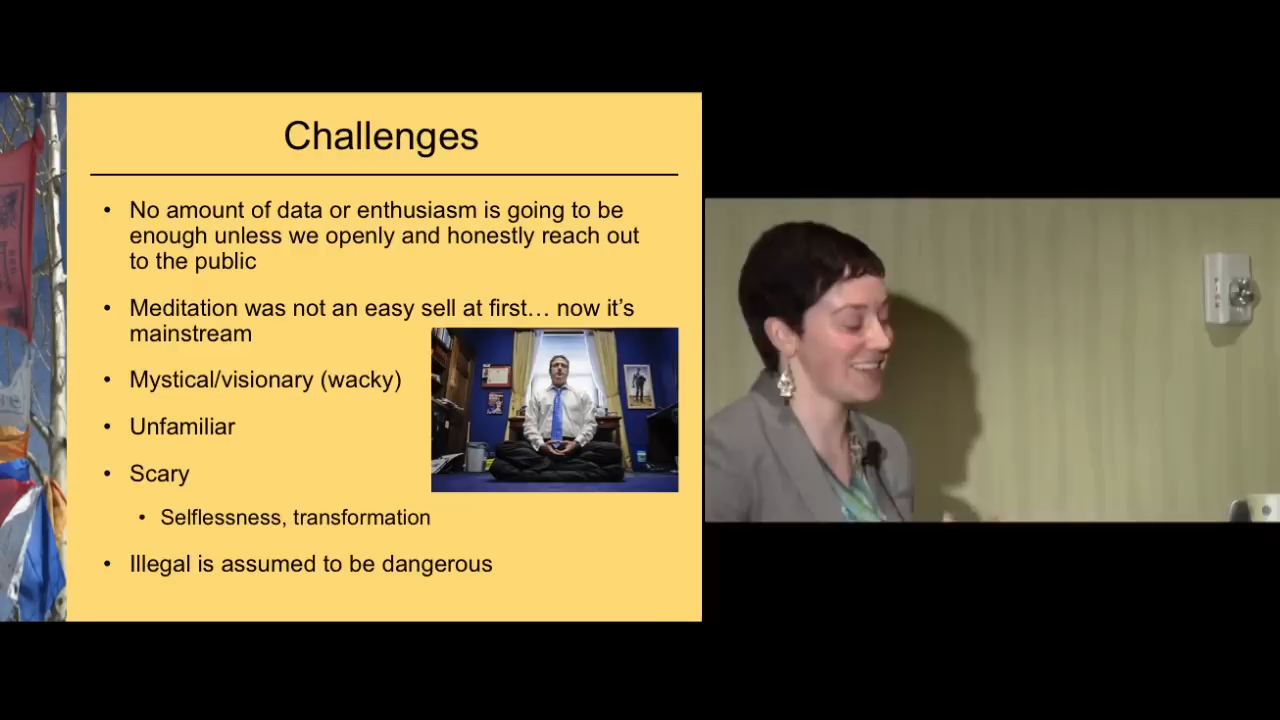 Challenges
• No amount of data or enthusiasm is going to be
enough unless we openly and honestly reach out
to the public
• Meditation was not an easy sell at first… now it’s
mainstream
• Mystical/visionary (wacky)
• Unfamiliar
• Scary
• Selflessness, transformation
• Illegal is assumed to be dangerous